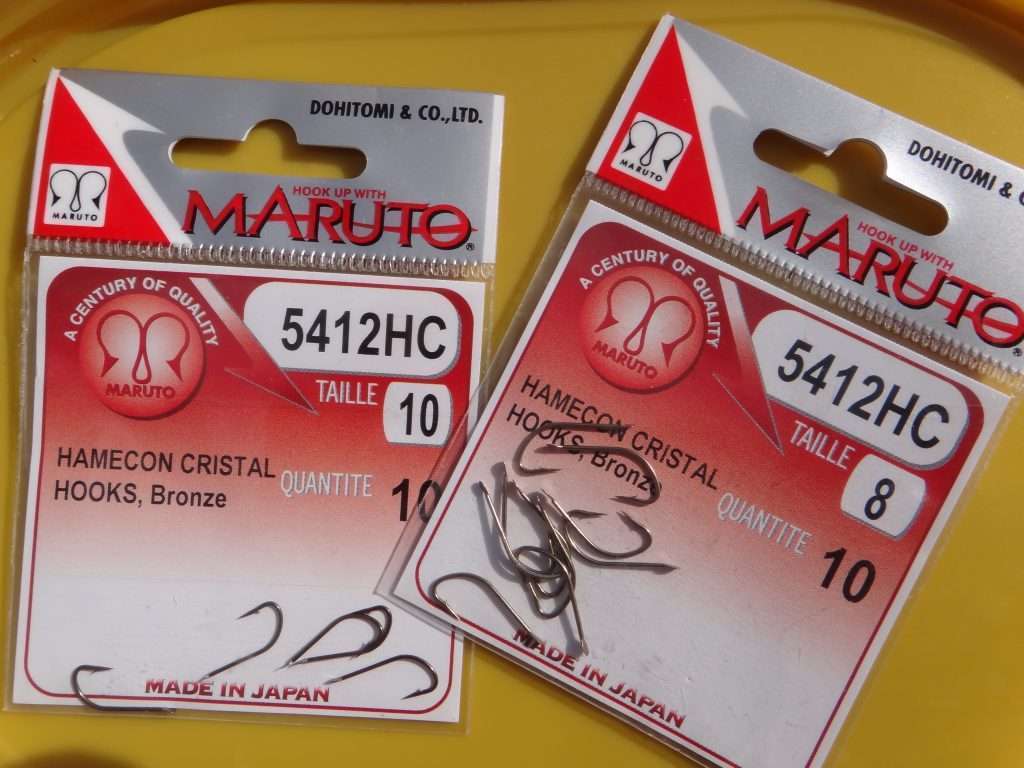 DOHITOMI & CO.,LTD.
MARUTO
HOOK UP WITH
MARUTO®
A CENTURY OF QUALITY
MARUTO
5412HC
TAILLE
10
HAMECON CRISTAL
HOOKS, Bronze
QUANTITE
10
MADE IN JAPAN
DOHITOMI & C
MARUTO
HOOK UP WITH
MARUTO®
A CENTURY OF QUALITY
MARUTO
5412HC
TAILLE
8
HAMECON CRISTAL
HOOKS, Bronze
QUANTITE
10
MADE IN JAPAN